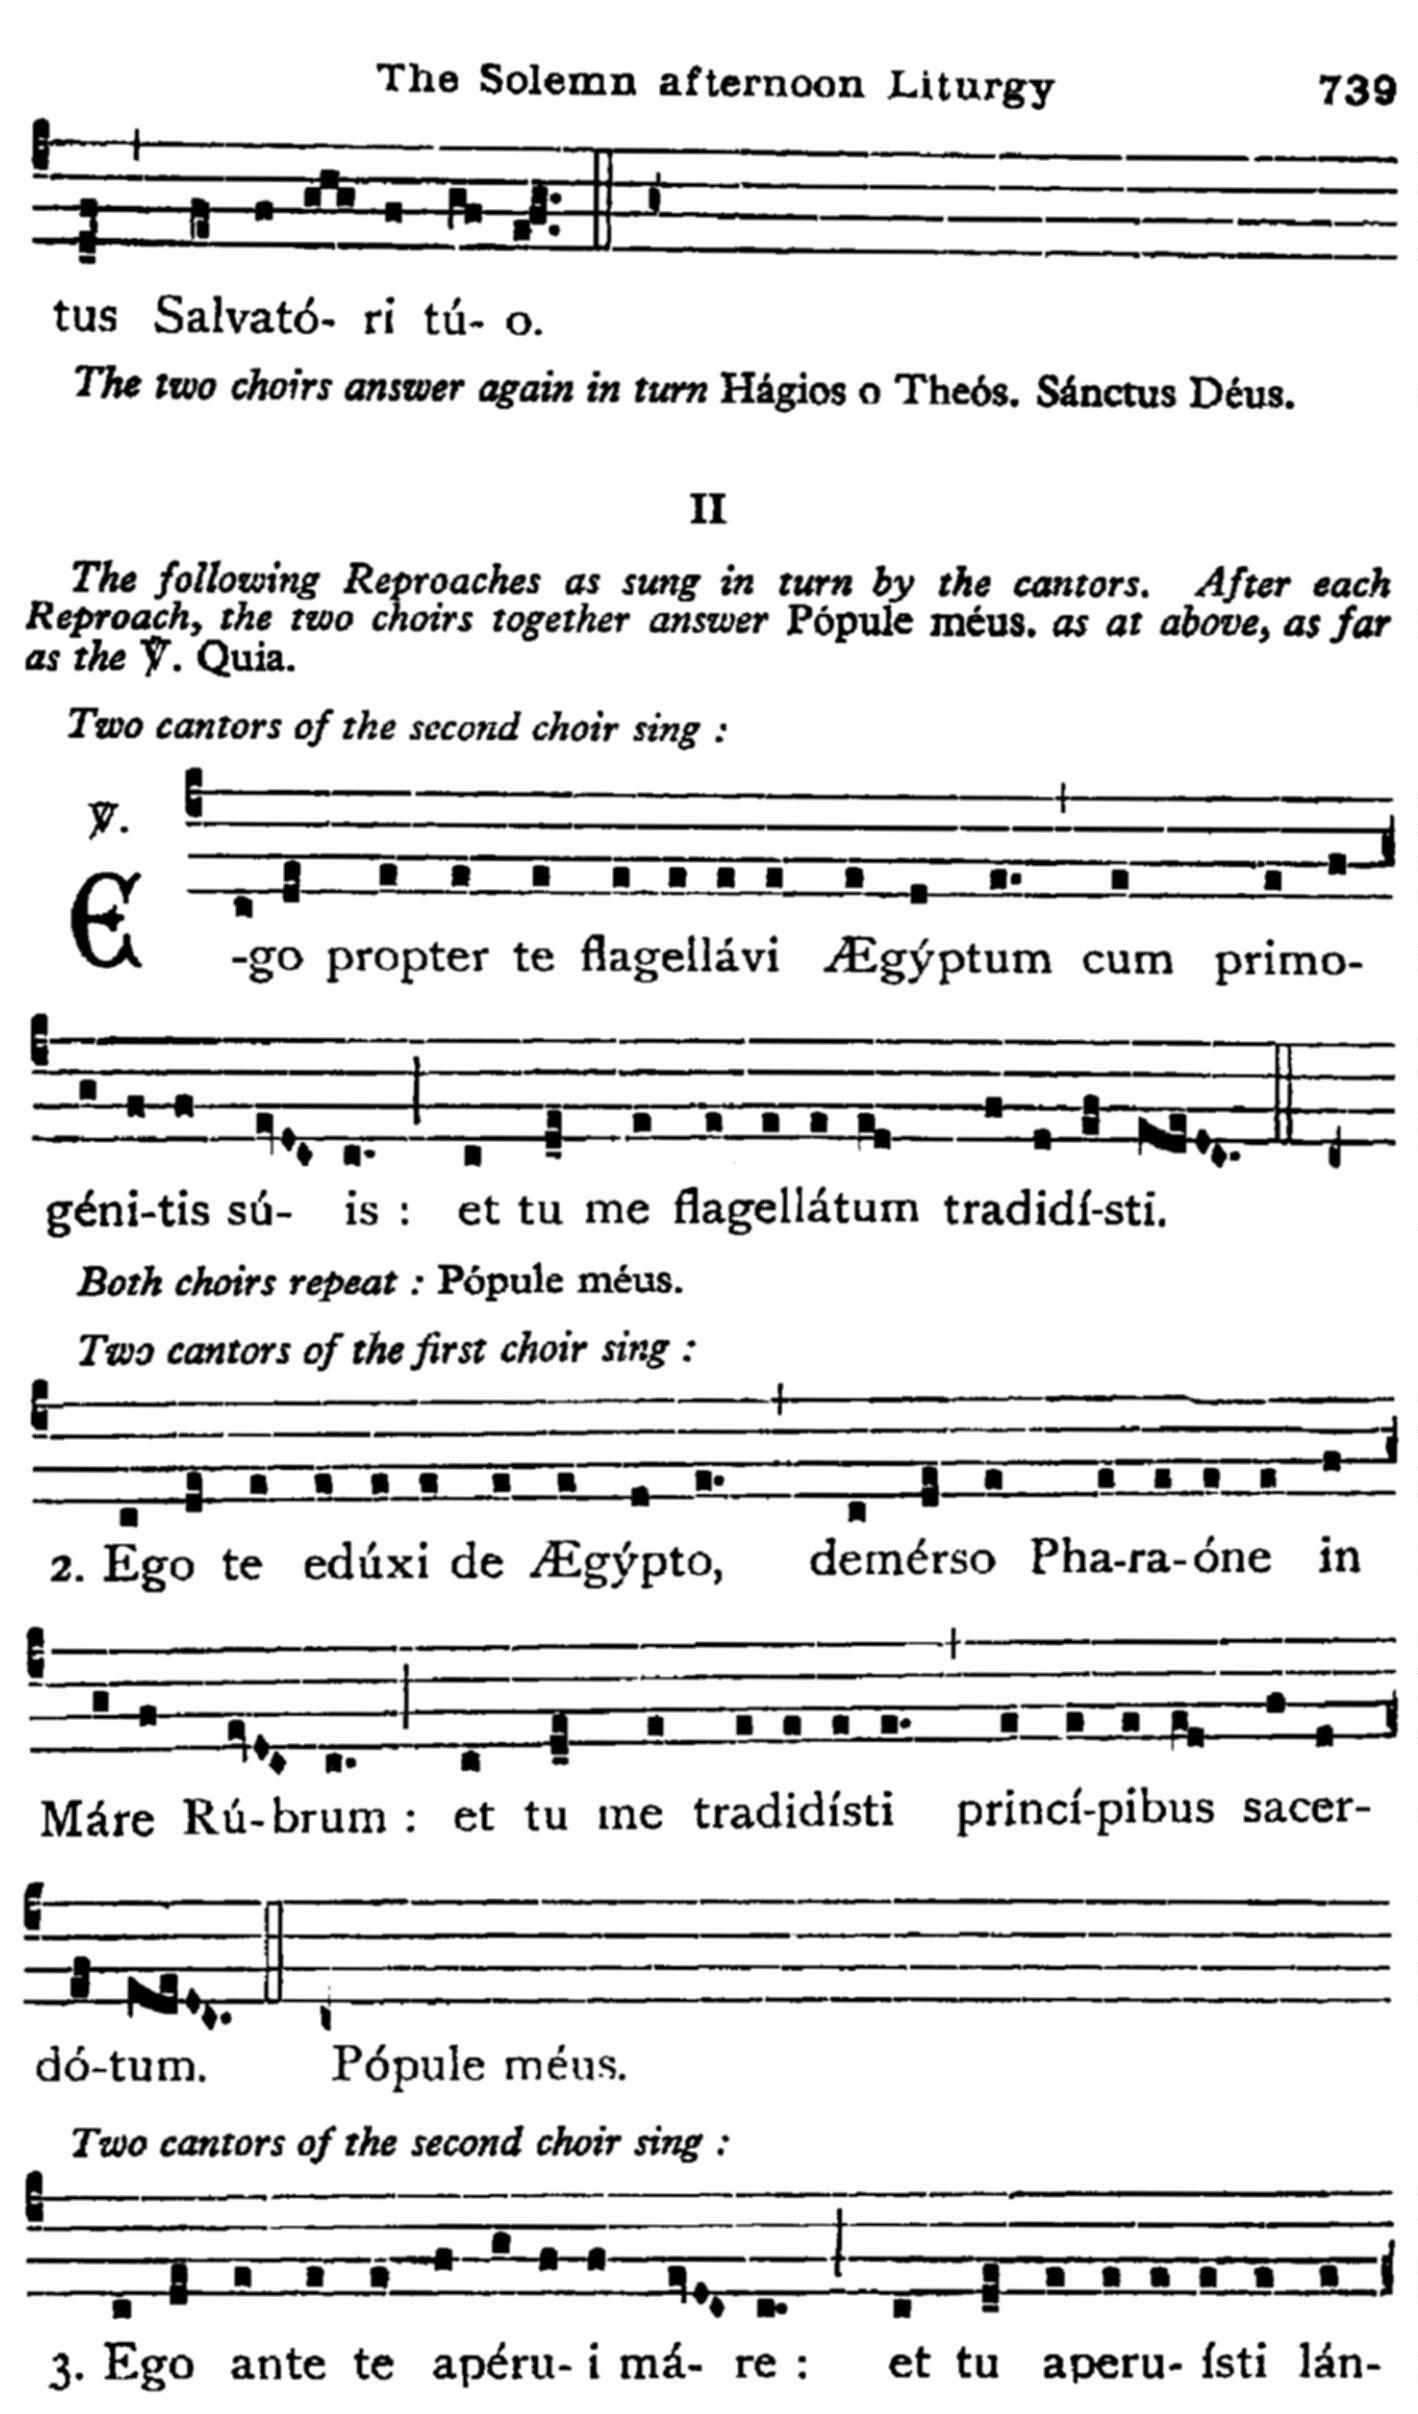 The Solemn afternoon Liturgy 739
tus Salvató- ri tú- o.
The two choirs answer again in turn Hágios o Theós. Sánctus Déus.
II
The following Reproaches as sung in turn by the cantors. After each
Reproach, the two choirs together answer Pópule méus. as at above, as far
as the ℣. Quia.
Two cantors of the second choir sing :
℣.
E-go propter te flagellávi Ægýptum cum primo-
géni-tis sú- is : et tu me flagellátum tradidí-sti.
Both choirs repeat : Pópule méus.
Two cantors of the first choir sing :
2. Ego te edúxi de Ægýpto, demérso Pha-ra-óne in
Máre Rú-brum : et tu me tradidísti princí-pibus sacer-
dó-tum. Pópule méus.
Two cantors of the second choir sing :
3. Ego ante te apéru- i má- re : et tu aperu- ísti lán-